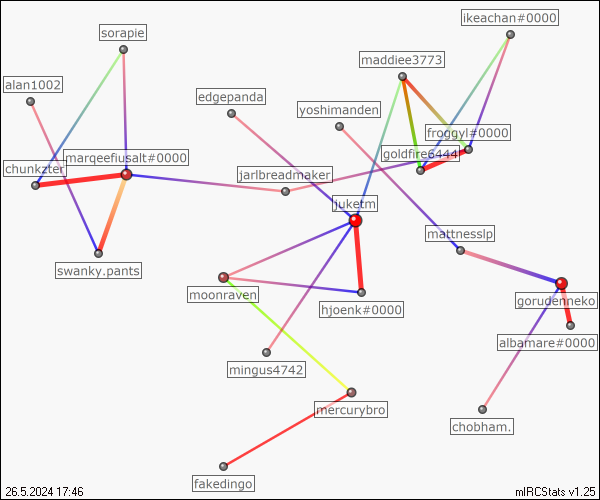 ikeachan#0000
sorapie
maddiee3773
alan1002
edgepanda
yoshimanden
froggyl#0000
goldfire6444
marqeefiusalt#0000
chunkzter
jarlbreadmaker
juketm
mattnesslp
swanky.pants
moonraven
gorudenneko
hjoenk#0000
albamare#0000
mingus4742
mercurybro
chobham.
fakedingo
26.5.2024 17:46
mIRCStats v1.25